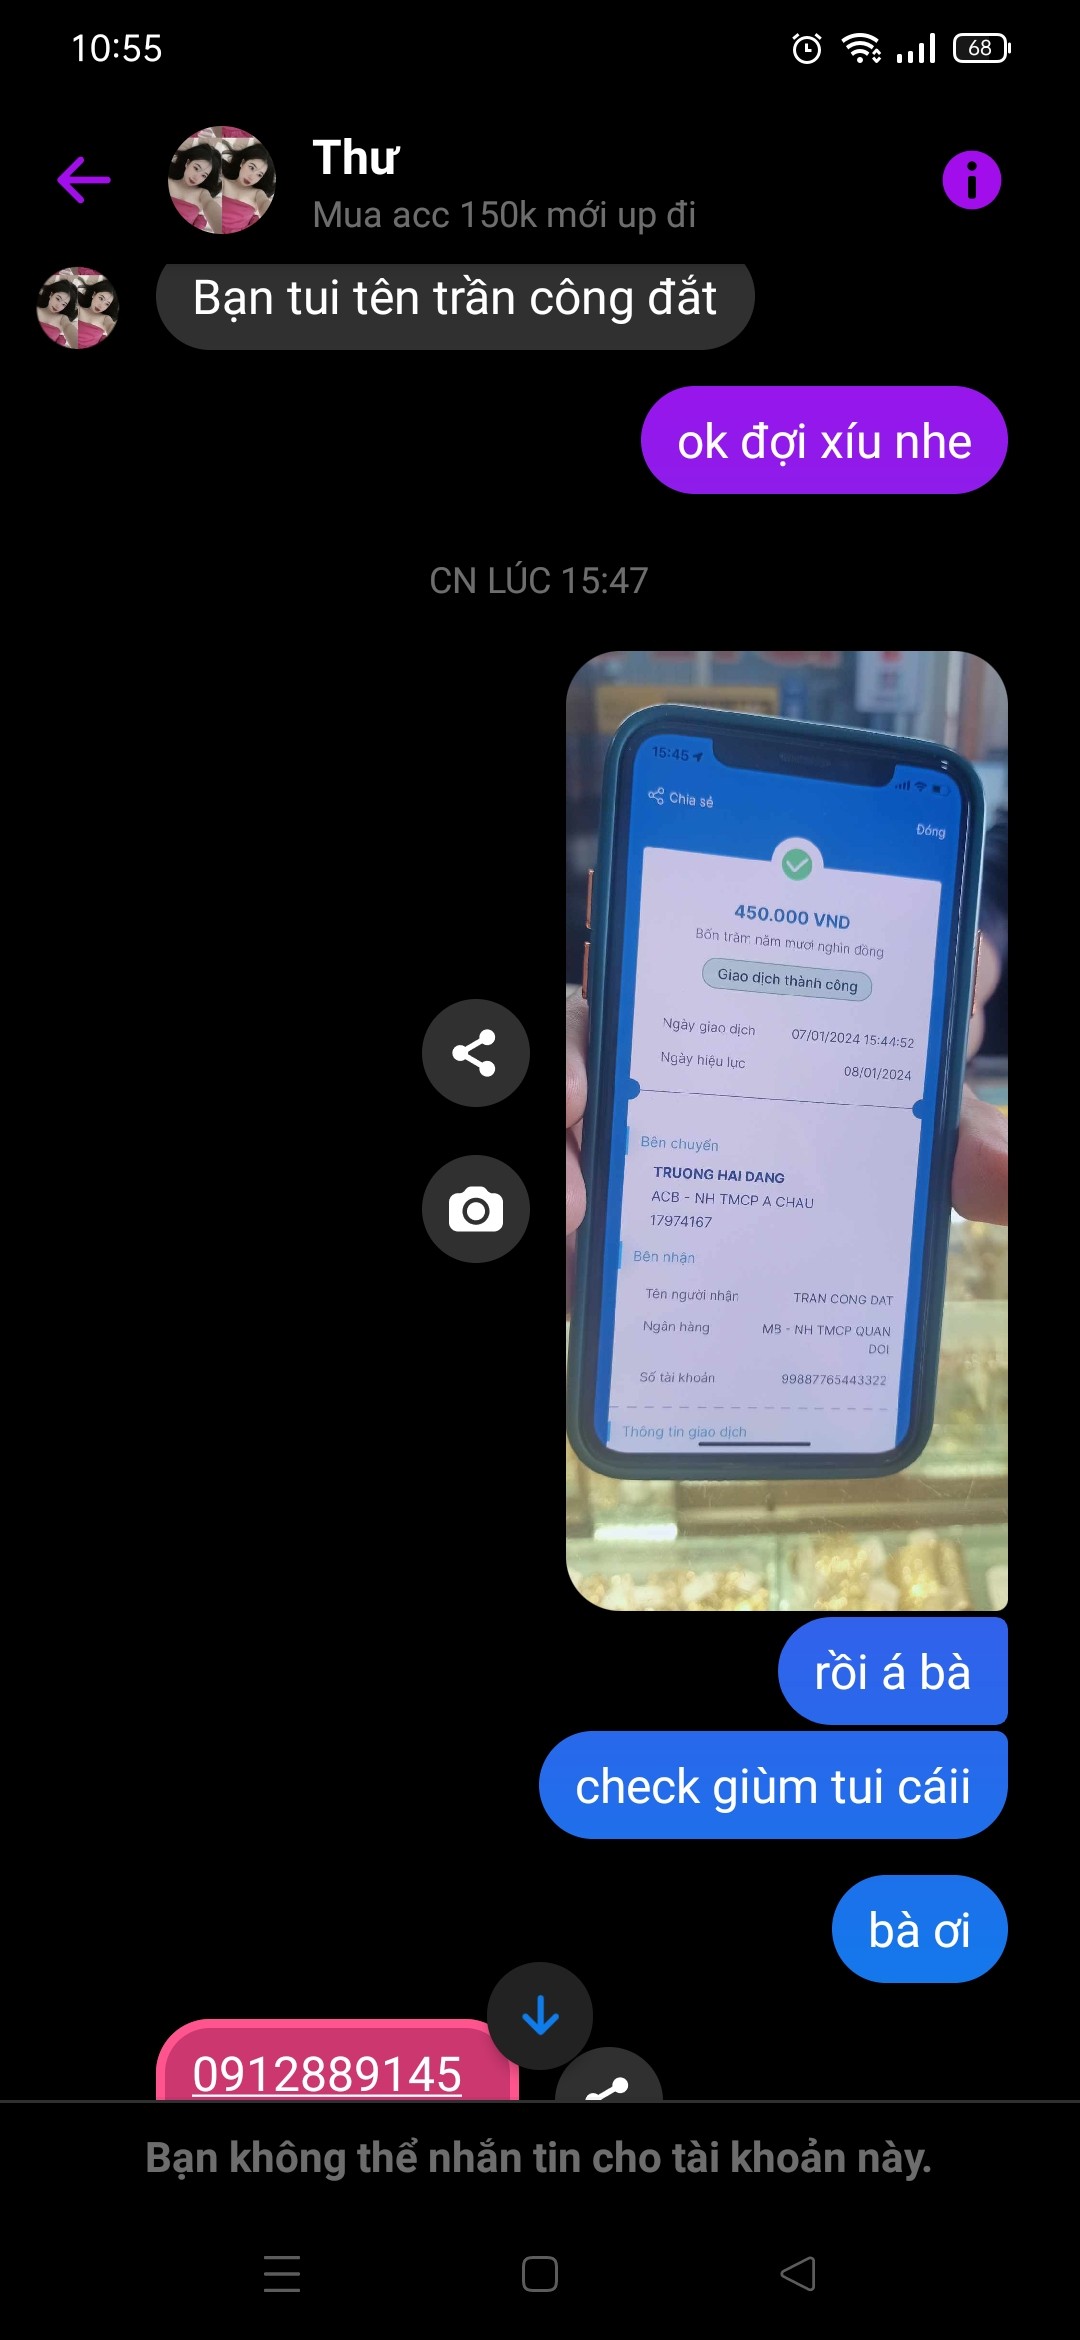 10:55
68
Thư
Mua acc 150k mới up đi
Bạn tui tên trần công đắt
ok đợi xíu nhe
CN LÚC 15:47
15:45
Chia sẻ
Đóng
450.000 VND
Bốn trăm năm mươi nghìn đồng
Giao dịch thành công
Ngày giao dịch 07/01/2024 15:44:52
Ngày hiệu lực 08/01/2024
Bên chuyển
TRUONG HAI DANG
ACB - NH TMCP A CHAU
17974167
Bên nhận
Tên người nhận TRAN CONG DAT
Ngân hàng MB - NH TMCP QUAN
DOI
Số tài khoản 99887765443322
Thông tin giao dịch
rồi á bà
check giùm tui cáii
bà ơi
0912889145
Bạn không thể nhắn tin cho tài khoản này.